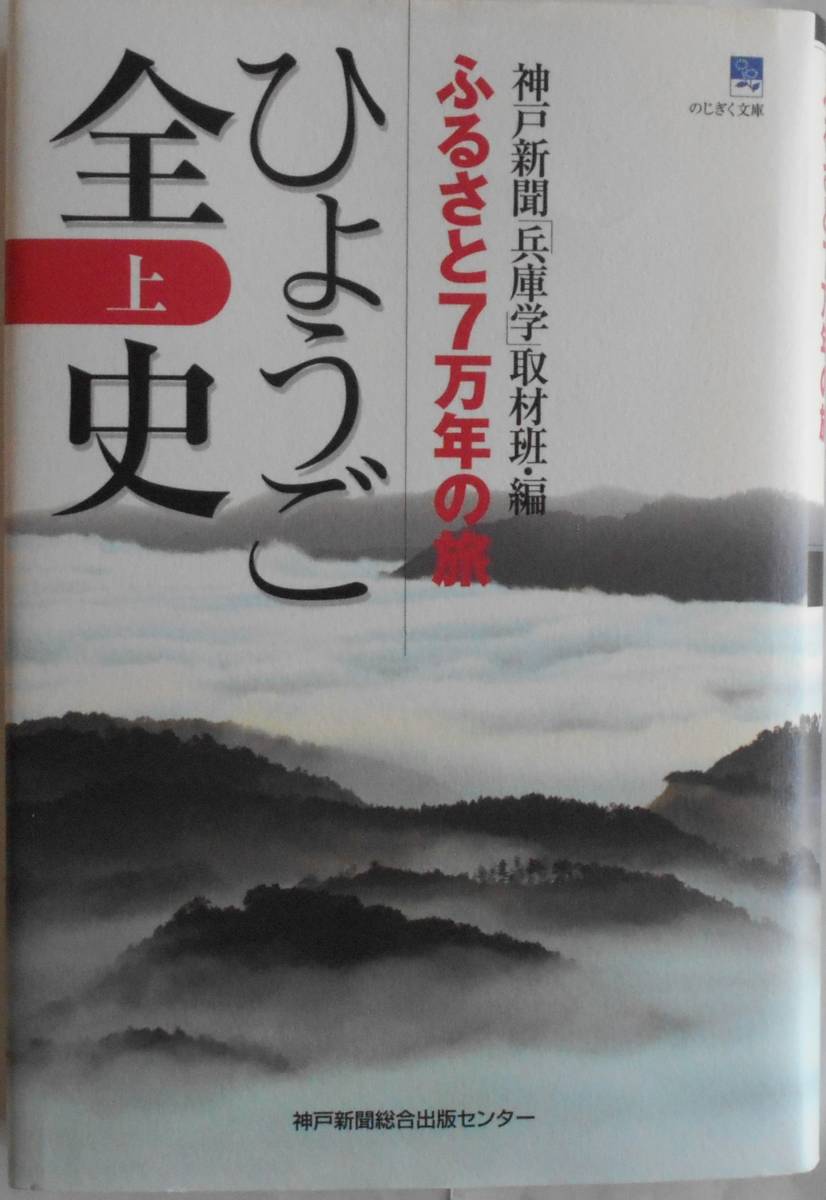 のじぎく文庫
神戸新聞「兵庫学」取材班・編
ふるさと7万年の旅
ひょうご
全史
上
神戸新聞総合出版センター